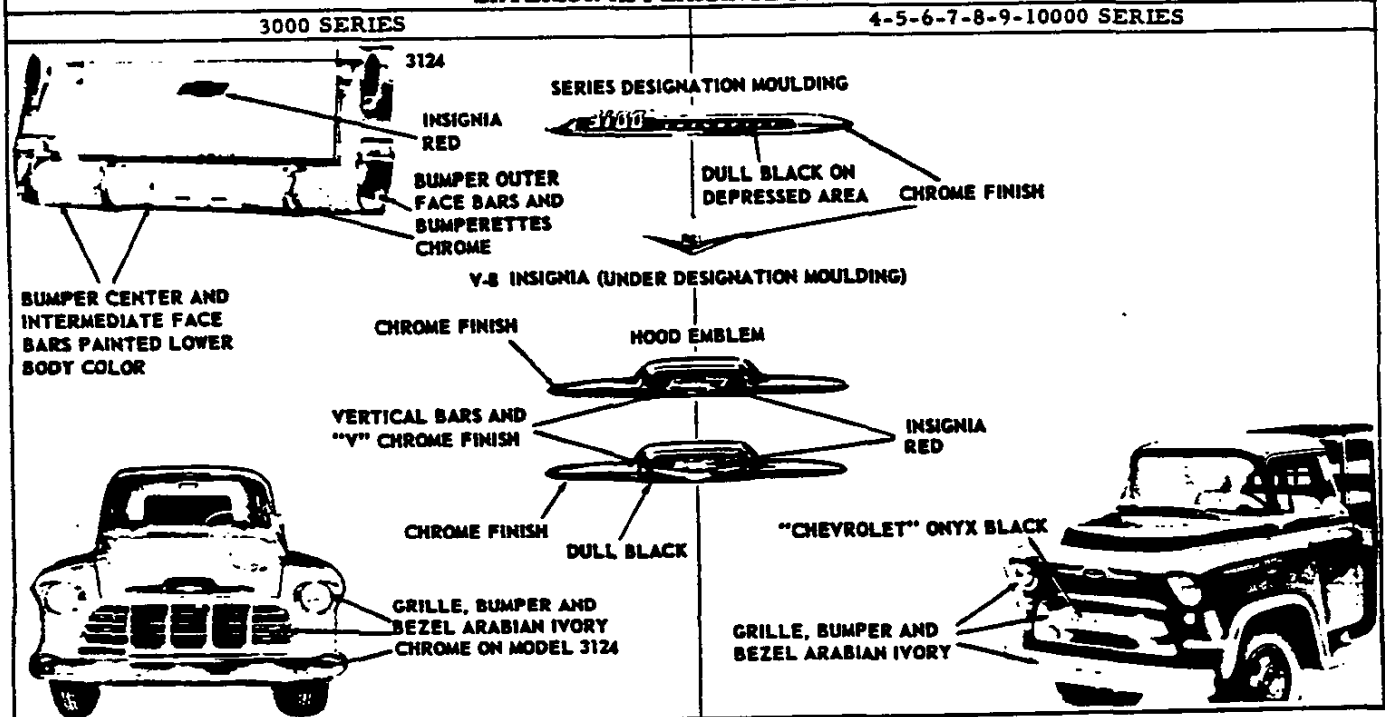 3000 SERIES
4-5-6-7-8-9-10000 SERIES
3124
INSIGNIA
RED
BUMPER OUTER
FACE BARS AND
BUMPERETTES
CHROME
BUMPER CENTER AND
INTERMEDIATE FACE
BARS PAINTED LOWER
BODY COLOR
SERIES DESIGNATION MOULDING
DULL BLACK ON
DEPRESSED AREA
CHROME FINISH
V-8 INSIGNIA (UNDER DESIGNATION MOULDING)
CHROME FINISH
HOOD EMBLEM
VERTICAL BARS AND
"V" CHROME FINISH
INSIGNIA
RED
CHROME FINISH
DULL BLACK
"CHEVROLET" ONYX BLACK
GRILLE, BUMPER AND
BEZEL ARABIAN IVORY
CHROME ON MODEL 3124
GRILLE, BUMPER AND
BEZEL ARABIAN IVORY